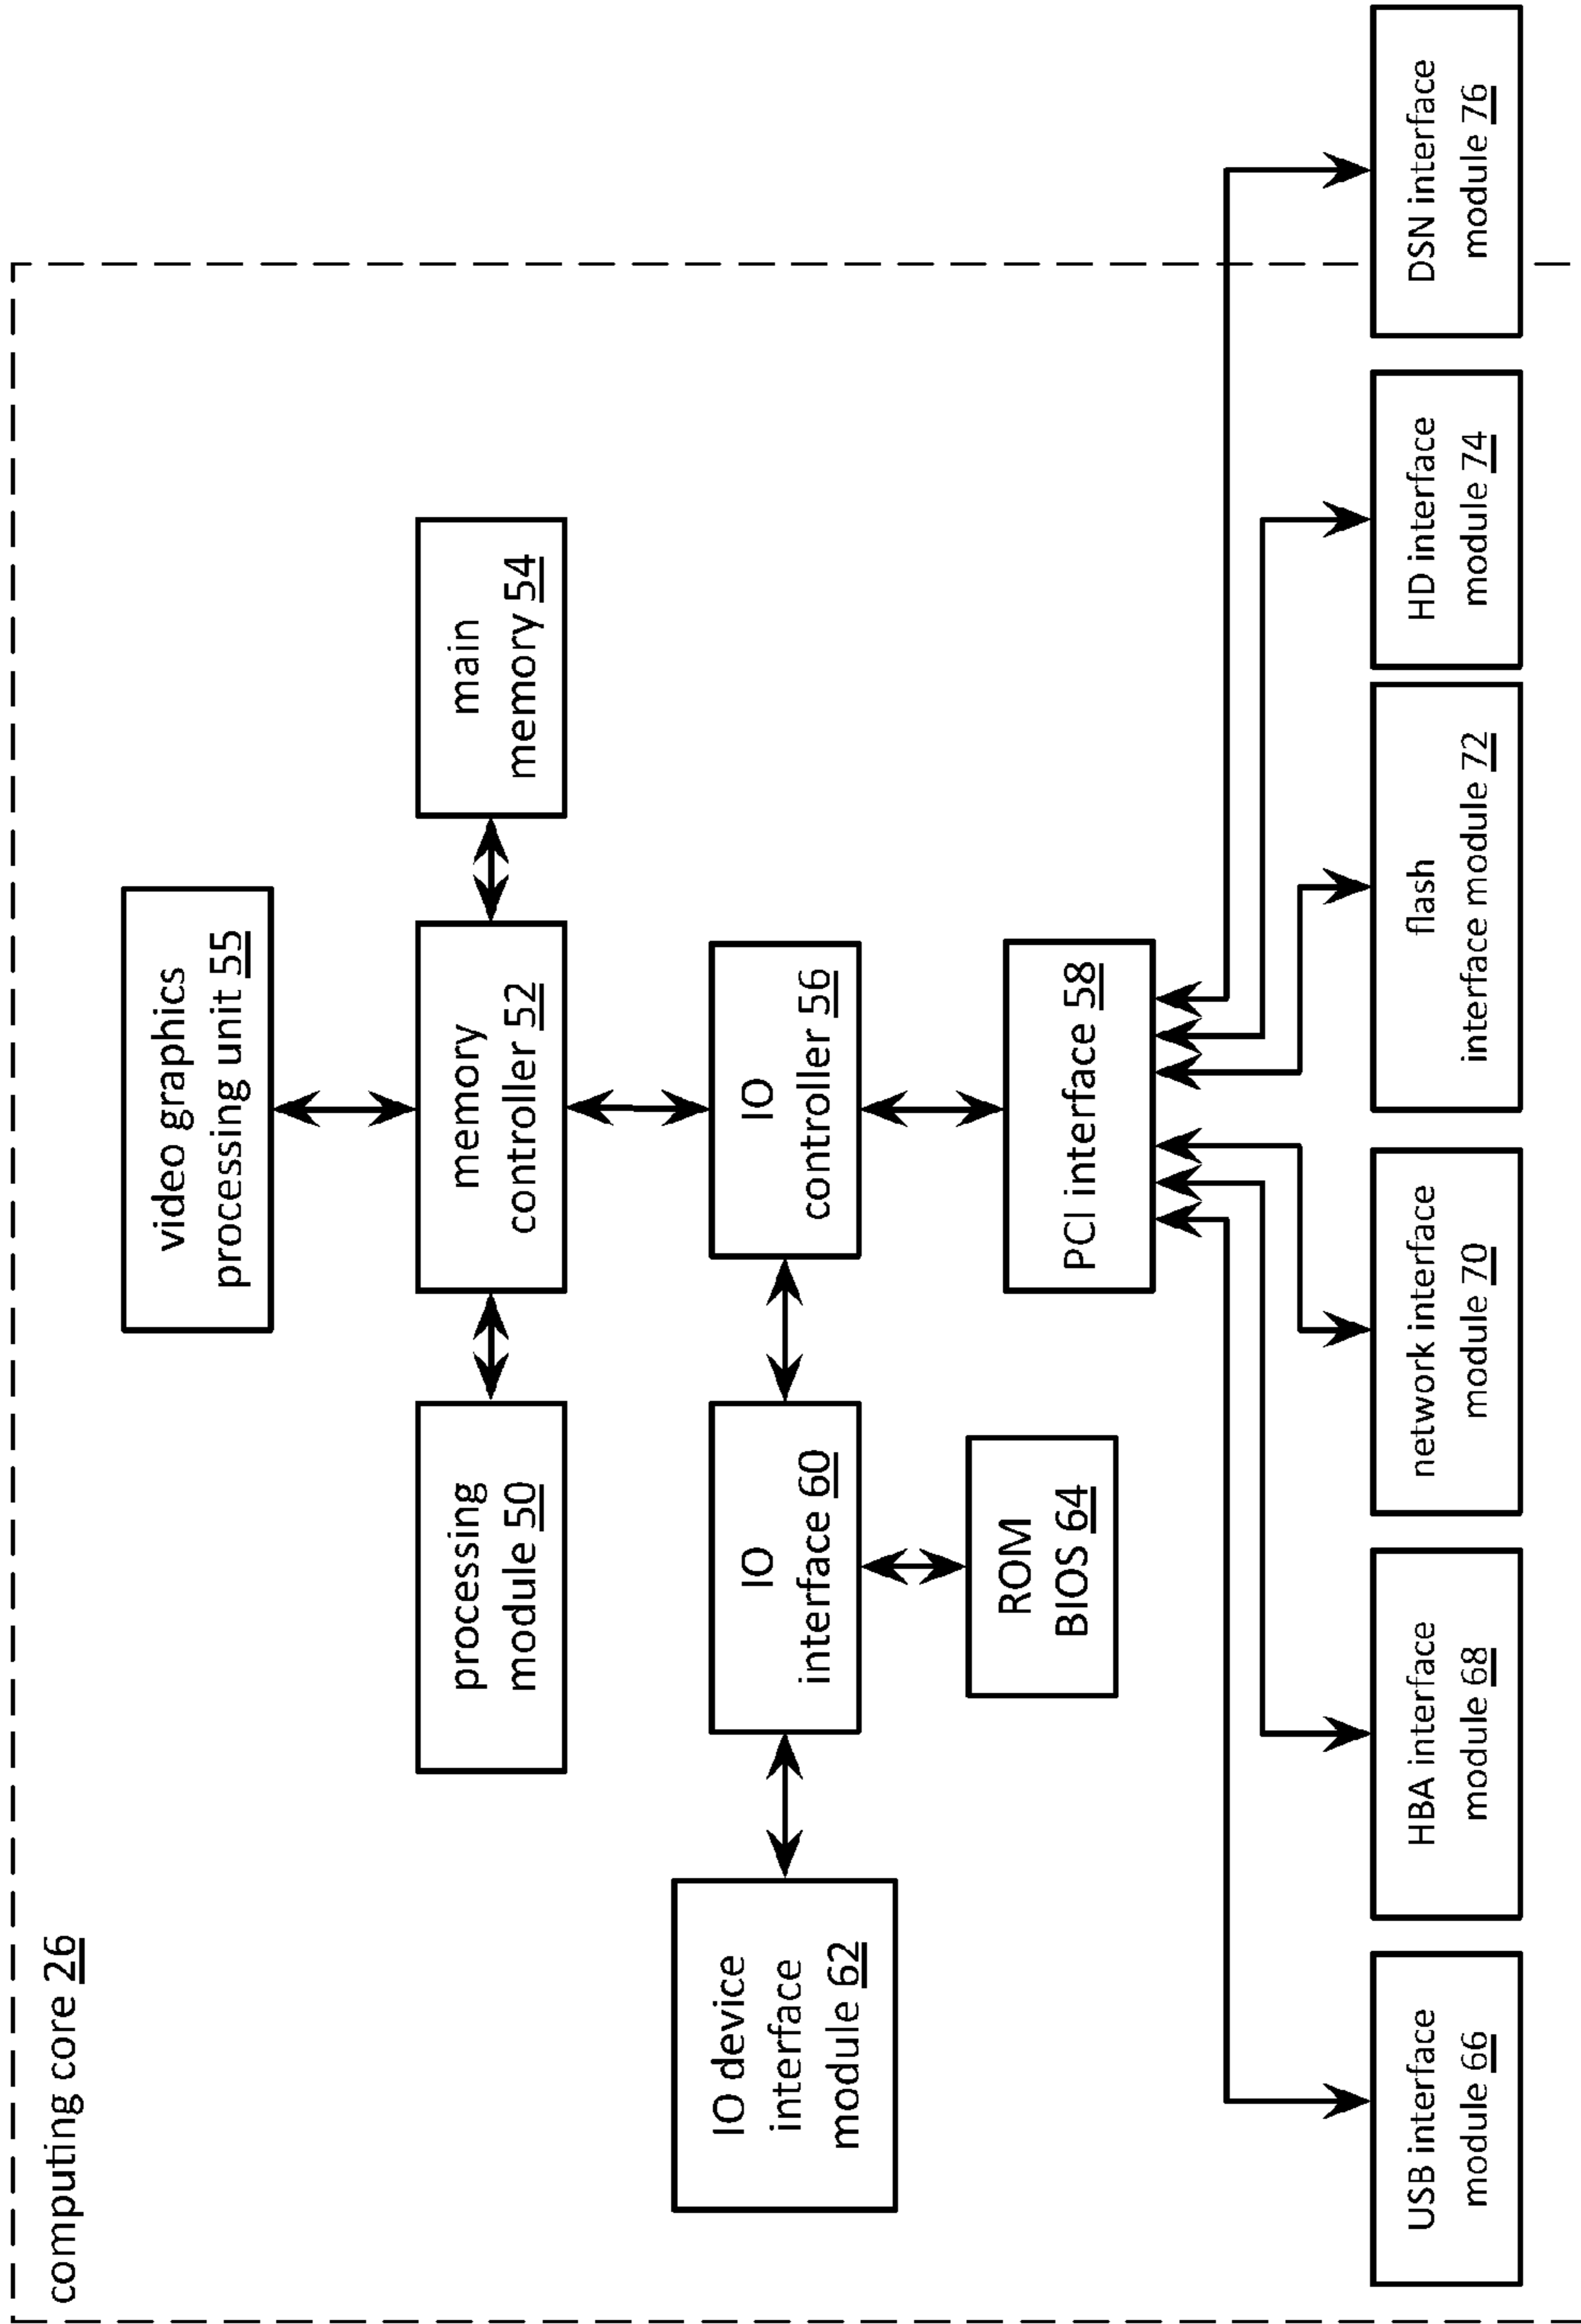 computing core 26
video graphics
processing unit 55
processing
module 50
memory
controller 52
main
memory 54
IO device
interface
module 62
IO
interface 60
IO
controller 56
ROM
BIOS 64
PCI interface 58
USB interface
module 66
HBA interface
module 68
network interface
module 70
flash
interface module 72
HD interface
module 74
DSN interface
module 76